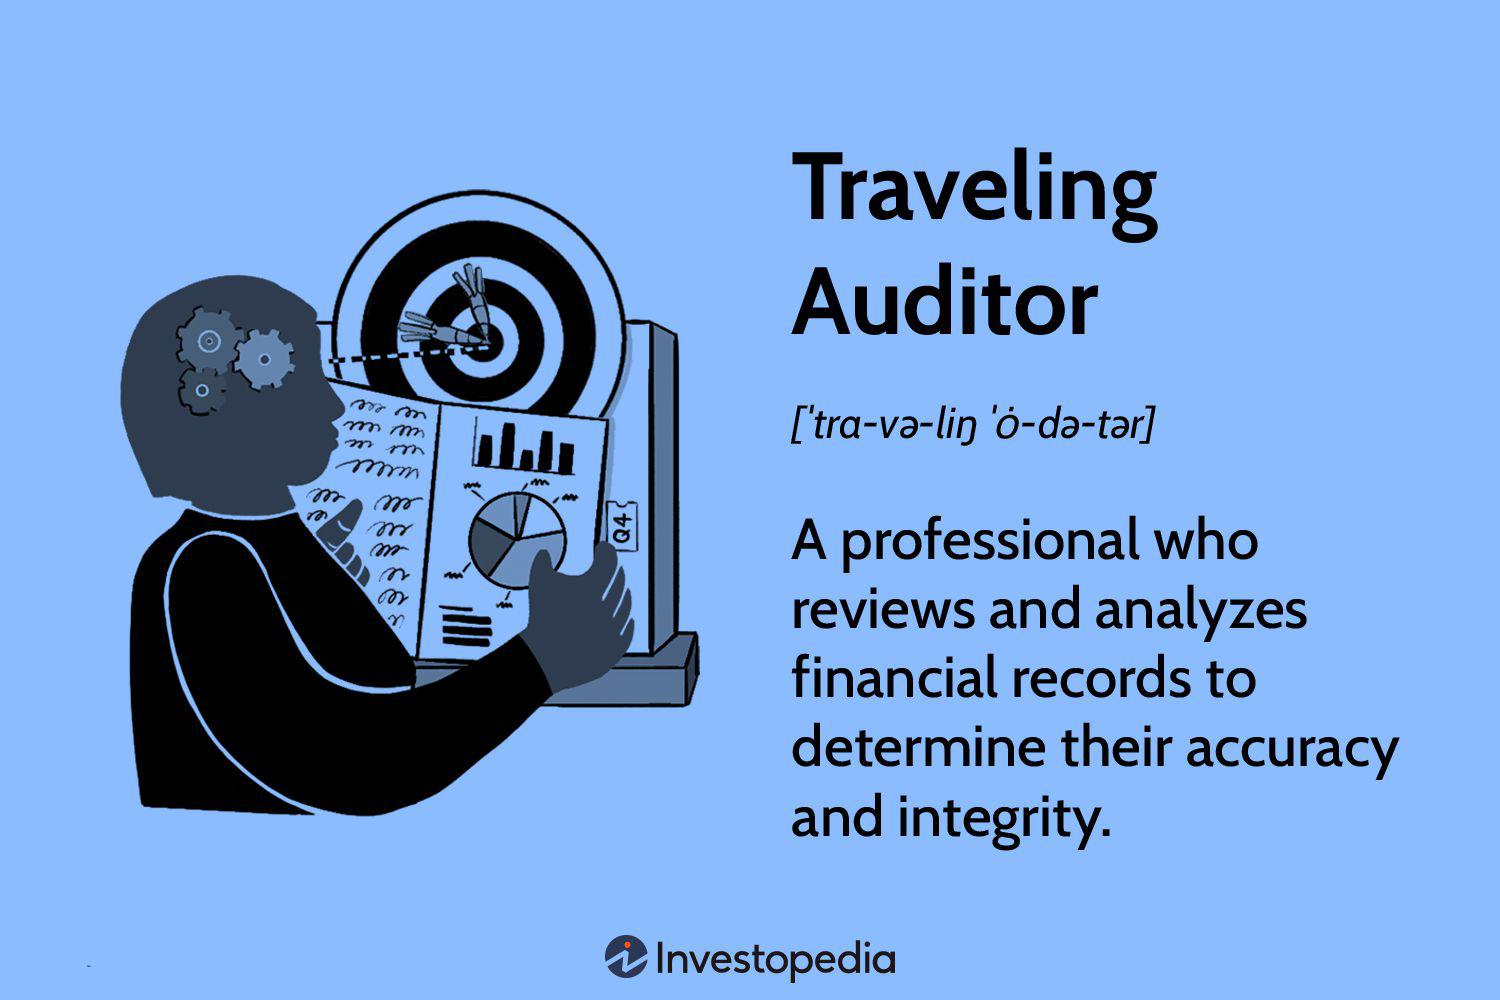 Traveling
Auditor
[ˈtra-və-liŋ ˈȯ-də-tər]
Q4
A professional who
reviews and analyzes
financial records to
determine their accuracy
and integrity.
Investopedia